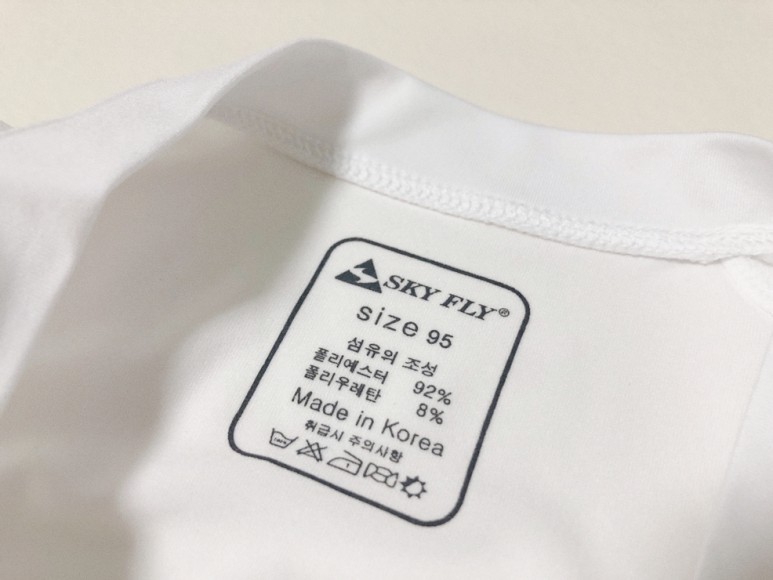 SKY FLY®
size 95
섬유의 조성
폴리에스터 92%
폴리우레탄 8%
Made in Korea
취급시 주의사항